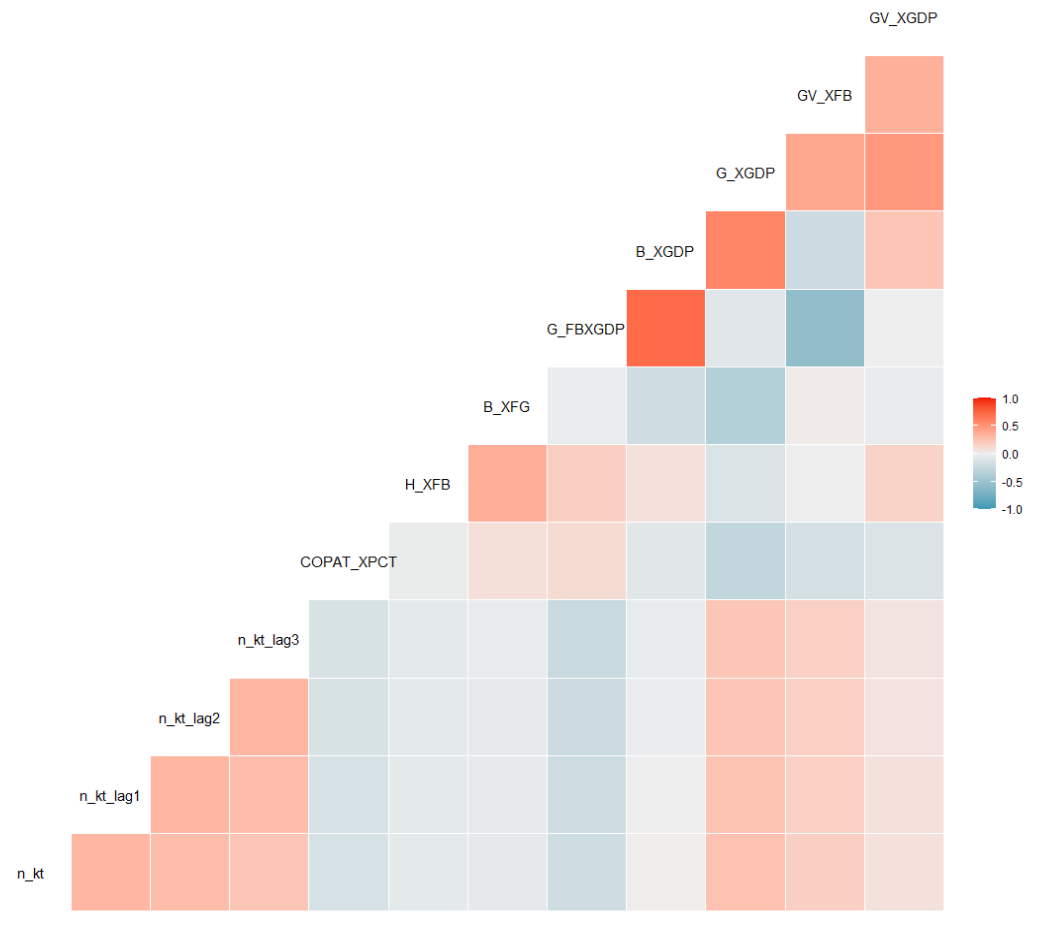 GV_XGDP
GV_XFB
G_XGDP
B_XGDP
G_FBXGDP
B_XFG
1.0
0.5
0.0
-0.5
-1.0
H_XFB
COPAT_XPCT
n_kt_lag3
n_kt_lag2
n_kt_lag1
n_kt